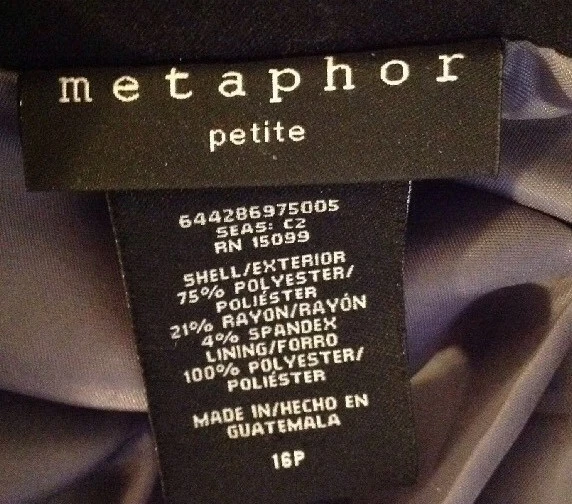 metaphor
petite
644286975005
SEAS: C2
RN 15099
SHELL/EXTERIOR
75% POLYESTER/
POLIÉSTER
21% RAYON/RAYÓN
4% SPANDEX
LINING/FORRO
100% POLYESTER/
POLIÉSTER
MADE IN/HECHO EN
GUATEMALA
16P